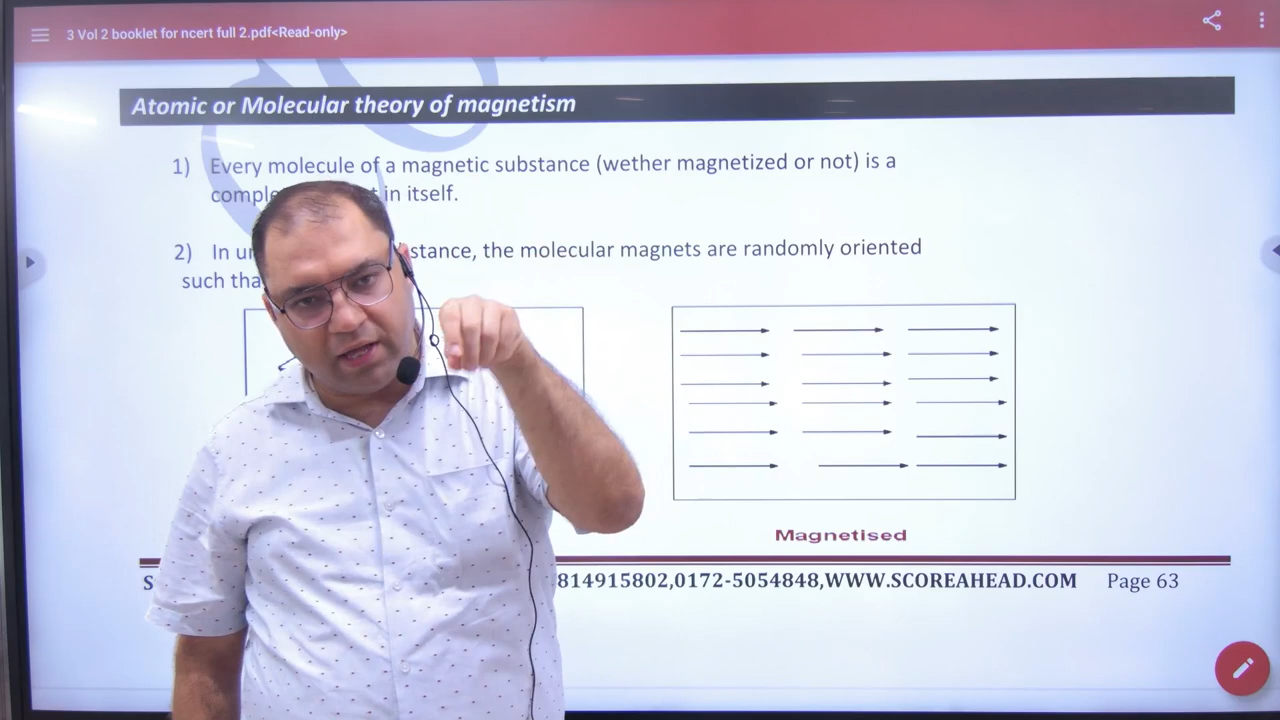 3 Vol 2 booklet for ncert full 2.pdf<Read-only>
Atomic or Molecular theory of magnetism
1) Every molecule of a magnetic substance (wether magnetized or not) is a
in itself.
2) In the molecular magnets are randomly oriented
such
Magnetised
814915802,0172-5054848,WWW.SCOREAHEAD.COM Page 63